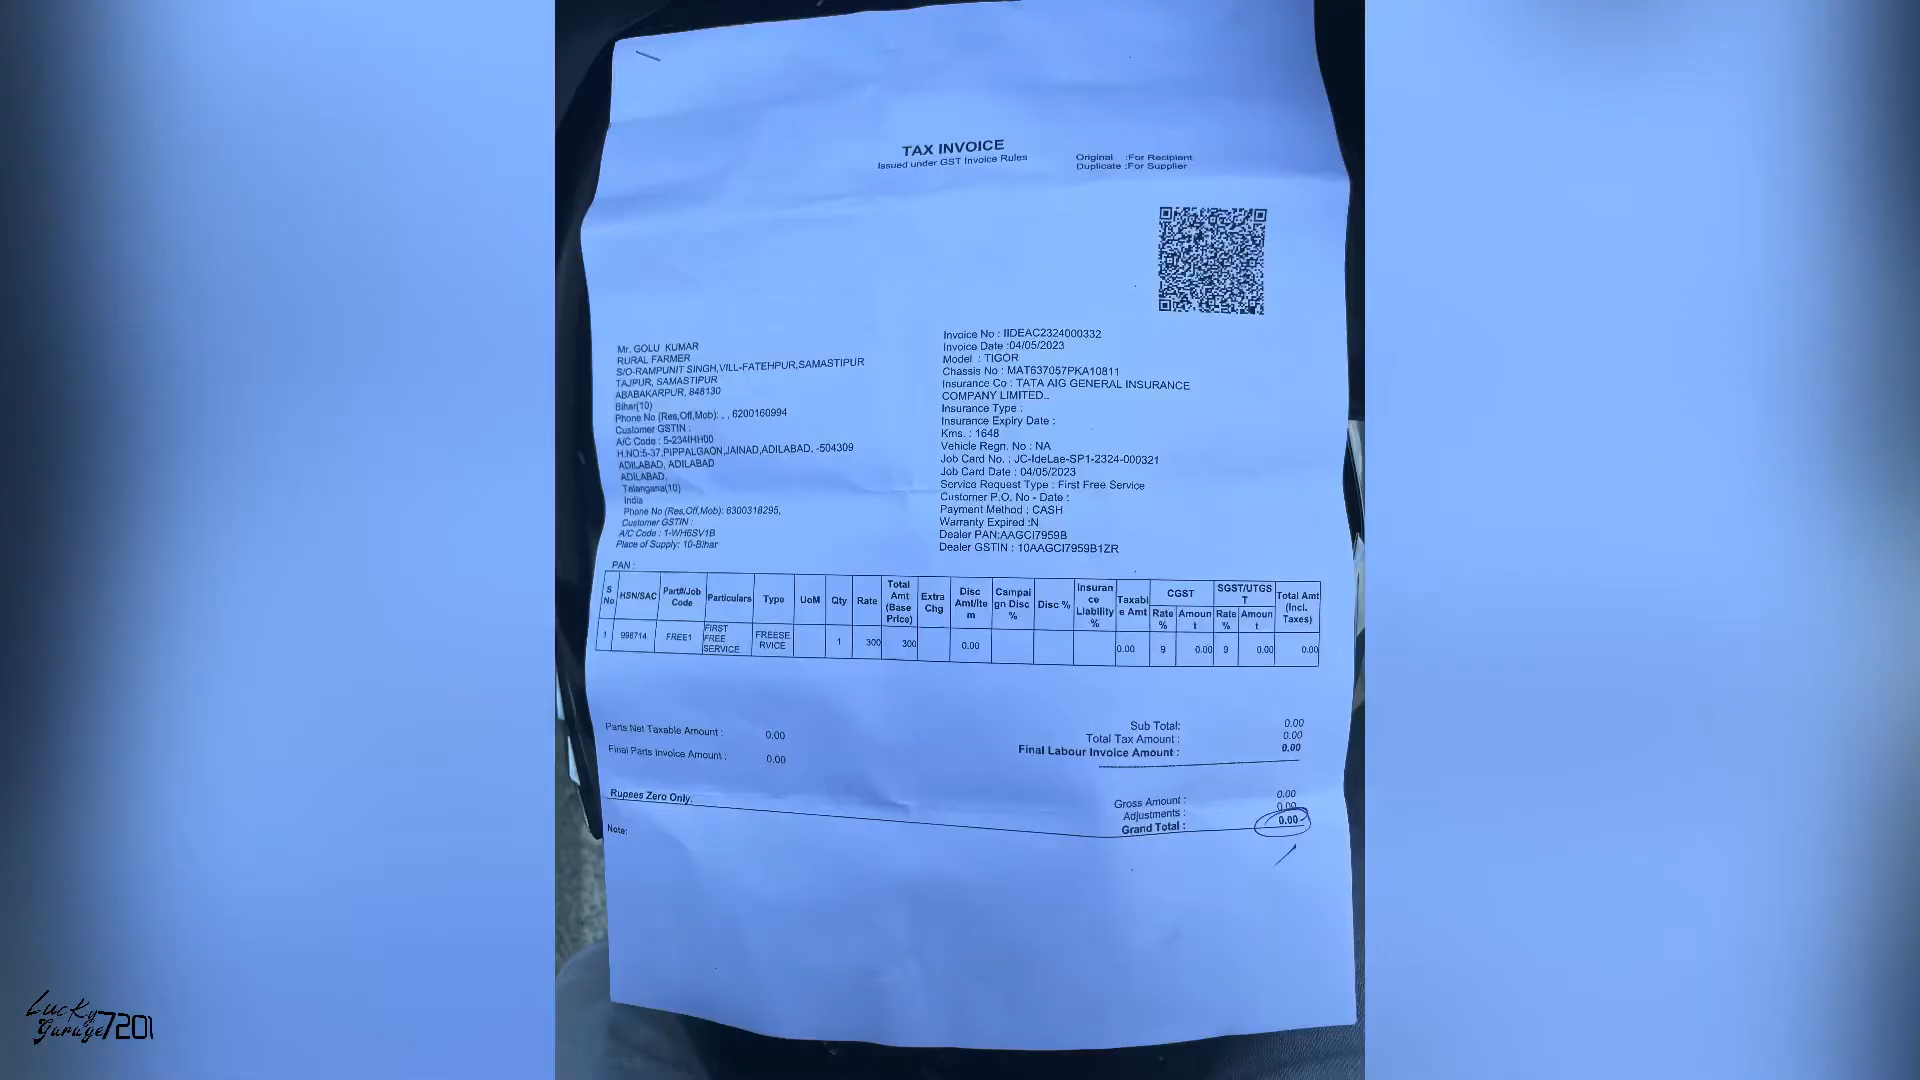 TAX INVOICE
Issued under GST Invoice Rules
Original :For Recipient
Duplicate :For Supplier
Mr. GOLU KUMAR
RURAL FARMER
S/O-RAMPUNIT SINGH,VILL-FATEHPUR,SAMASTIPUR
TAJPUR, SAMASTIPUR
ABABAKARPUR, 848130
Bihar(10)
Phone No (Res,Off,Mob): , , 6200160994
Customer GSTIN :
A/C Code : 5-234IHH00
H.NO:5-37,PIPPALGAON,JAINAD,ADILABAD, -504309
ADILABAD, ADILABAD
ADILABAD,
Telangana(10)
India
Phone No (Res,Off,Mob): 6300318295,
Customer GSTIN :
A/C Code : 1-WH6SV1B
Place of Supply: 10-Bihar
PAN :
Invoice No : IIDEAC2324000332
Invoice Date :04/05/2023
Model : TIGOR
Chassis No : MAT637057PKA10811
Insurance Co : TATA AIG GENERAL INSURANCE
COMPANY LIMITED..
Insurance Type :
Insurance Expiry Date :
Kms. : 1648
Vehicle Regn. No : NA
Job Card No. : JC-IdeLae-SP1-2324-000321
Job Card Date : 04/05/2023
Service Request Type : First Free Service
Customer P.O. No - Date :
Payment Method : CASH
Warranty Expired :N
Dealer PAN:AAGCI7959B
Dealer GSTIN : 10AAGCI7959B1ZR
S No HSN/SAC Part#/Job Code Particulars Type UoM Qty Rate Total Amt (Base Price) Extra Chg Disc Amt/Item Campaign Disc % Disc % Insurance Liability % Taxable Amt CGST Rate % Amount SGST/UTGST Rate % Amount Total Amt (Incl. Taxes)
1 998714 FREE1 FIRST FREE SERVICE FREESERVICE 1 300 300 0.00 0.00 9 0.00 9 0.00 0.00
Parts Net Taxable Amount : 0.00
Final Parts Invoice Amount : 0.00
Sub Total: 0.00
Total Tax Amount : 0.00
Final Labour Invoice Amount : 0.00
Rupees Zero Only.
Gross Amount : 0.00
Adjustments : 0.00
Grand Total : 0.00
Note:
Lucky Garage 7201